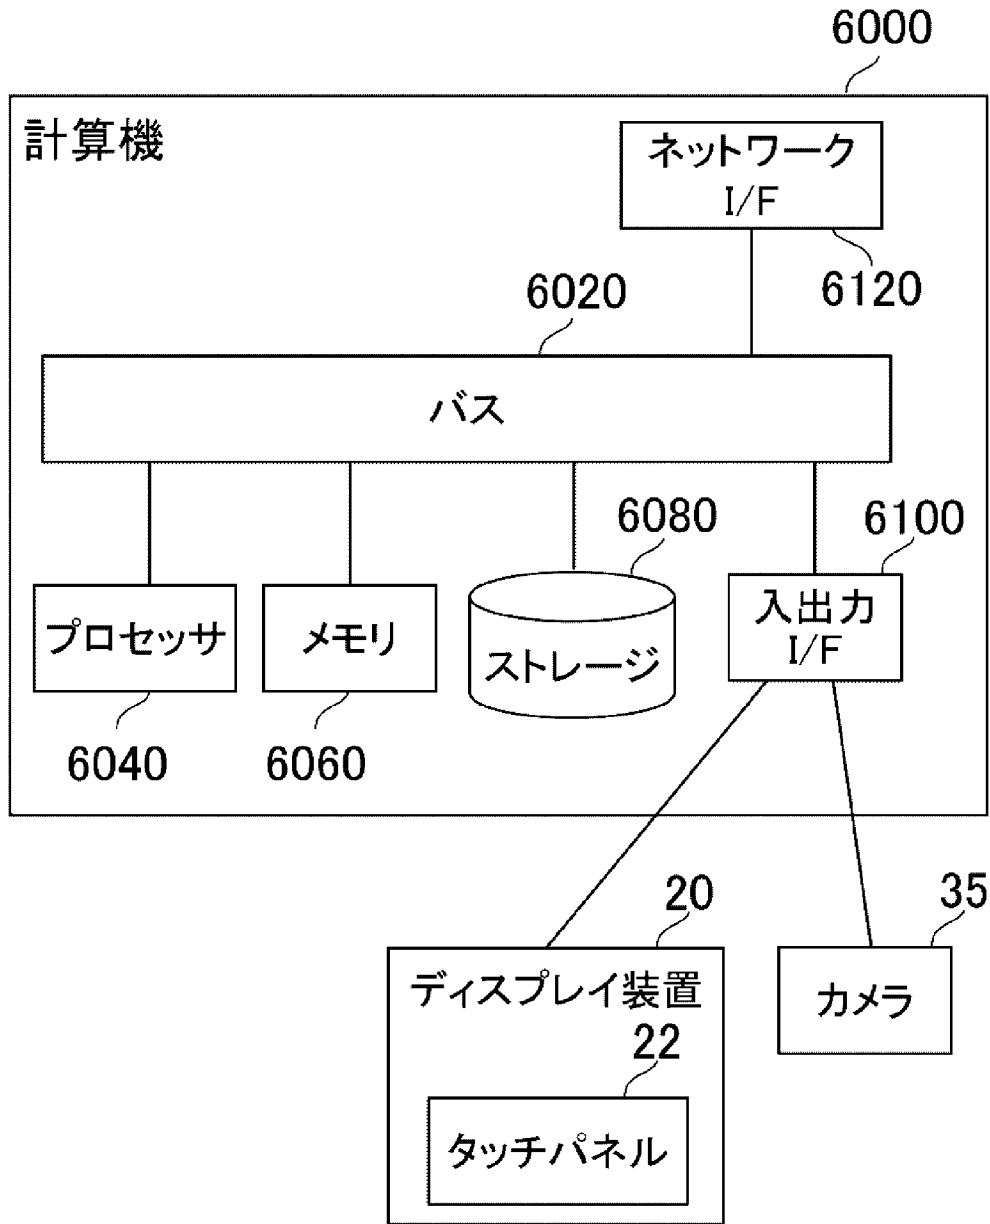 6000
計算機
ネットワーク
I/F
6120
6020
バス
6080
6100
プロセッサ
メモリ
ストレージ
入出力
I/F
6040
6060
20
35
ディスプレイ装置
カメラ
22
タッチパネル